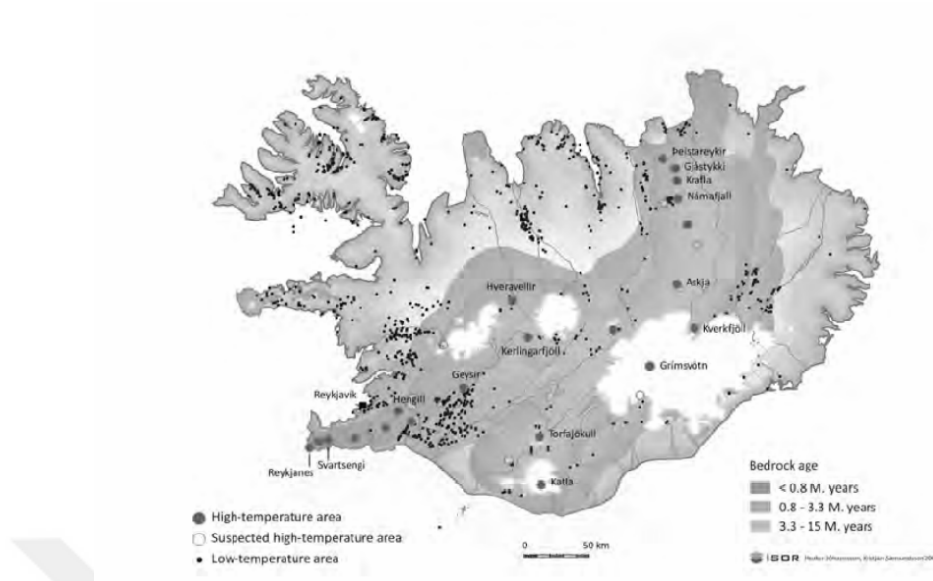 Þeistareykir
Gjástykki
Krafla
Námafjall
Askja
Hveravellir
Kverkfjöll
Kerlingarfjöll
Grímsvötn
Geysir
Reykjavík
Hengill
Torfajökull
Svartsengi
Reykjanes
Katla
Bedrock age
< 0.8 M. years
0.8 - 3.3 M. years
3.3 - 15 M. years
High-temperature area
Suspected high-temperature area
Low-temperature area
0 50 km
ISOR